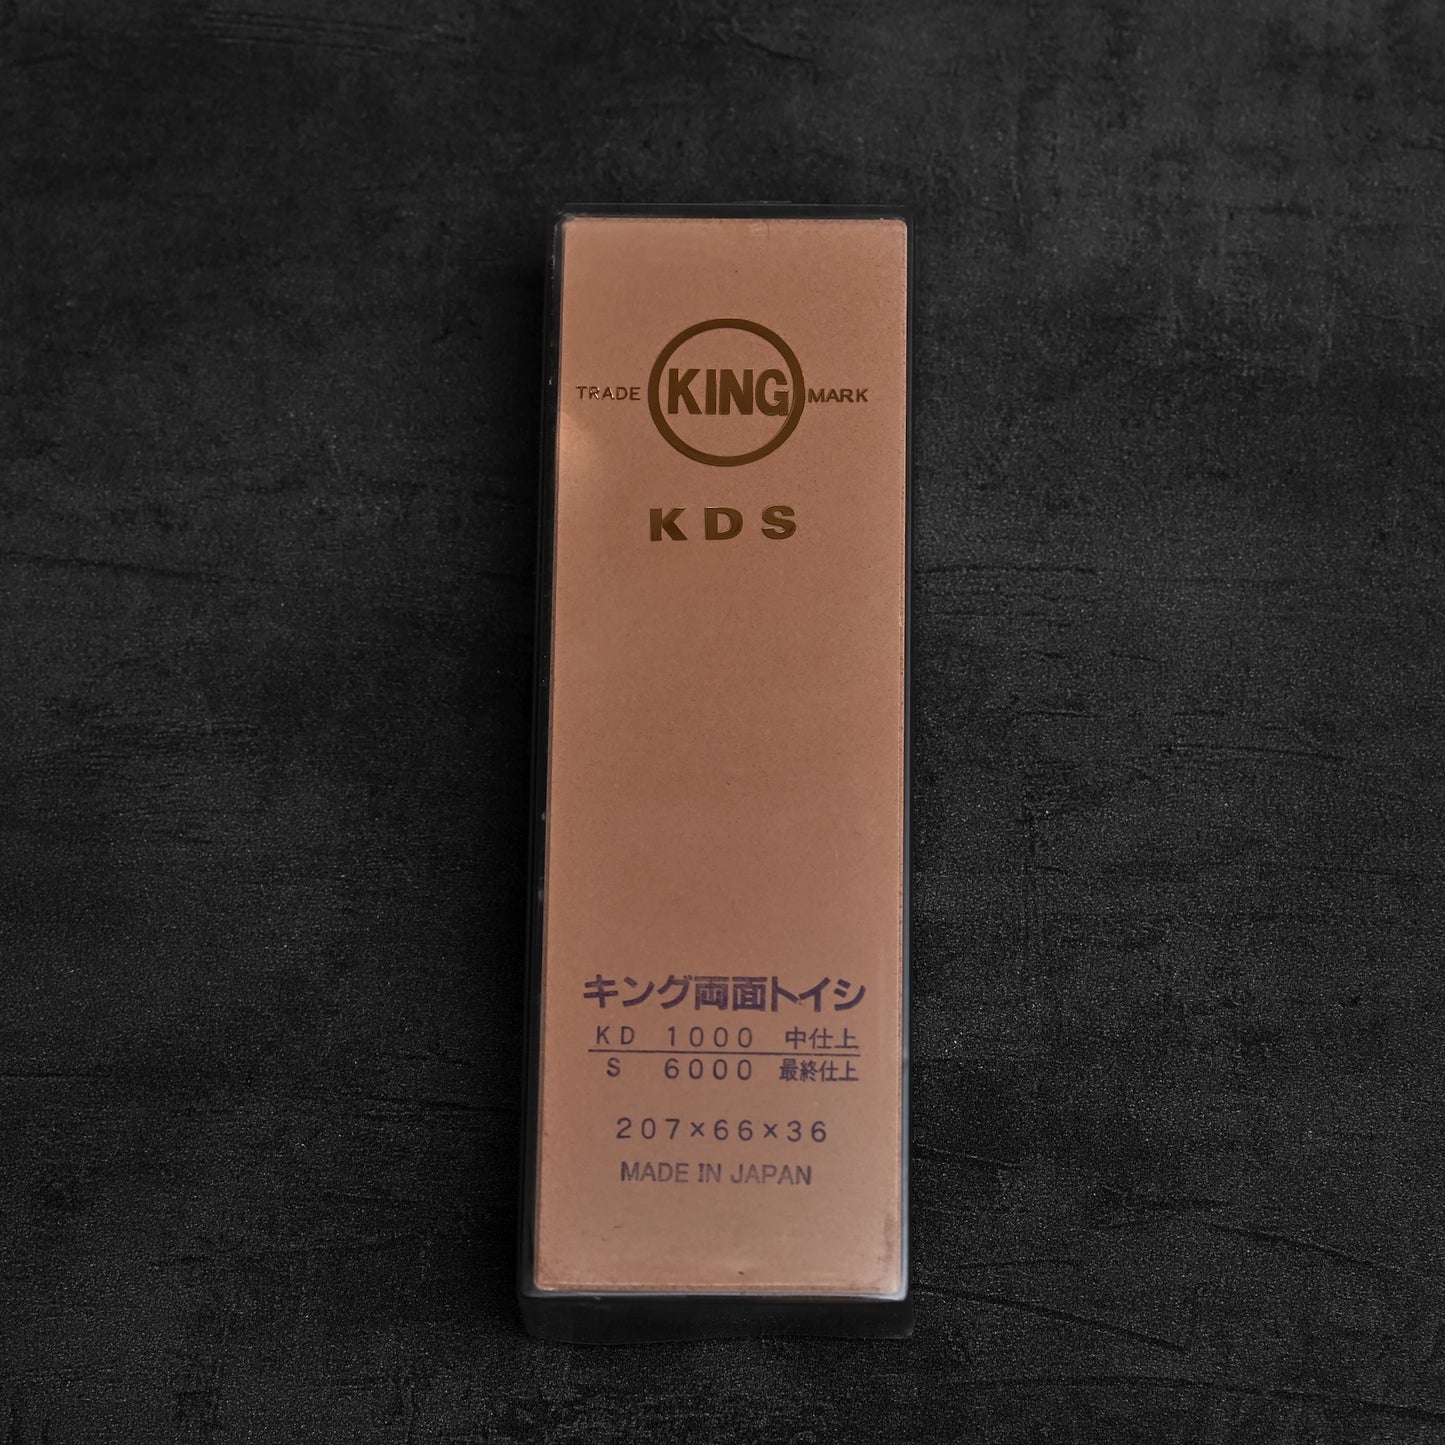 TRADE KING MARK
KDS
キング両面トイシ
KD 1000 中仕上
S 6000 最終仕上
207×66×36
MADE IN JAPAN